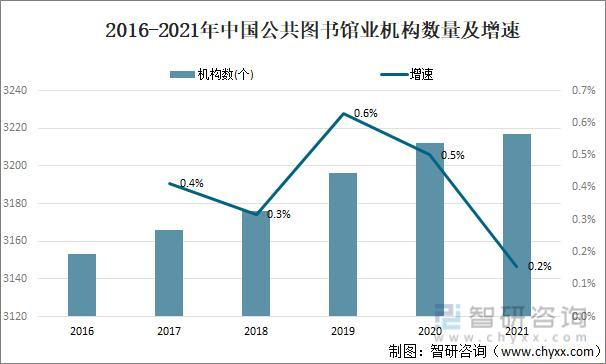 2016-2021年中国公共图书馆业机构数量及增速
机构数(个) 增速
3240 0.7%
3220 0.6%
3200 0.5%
3180 0.4%
3160 0.3%
3140 0.2%
0.1%
3120 0.0%
0.4%
0.3%
0.6%
0.5%
0.2%
2016 2017 2018 2019 2020 2021
智研咨询
www.chyxx.com
制图：智研咨询（www.chyxx.com）